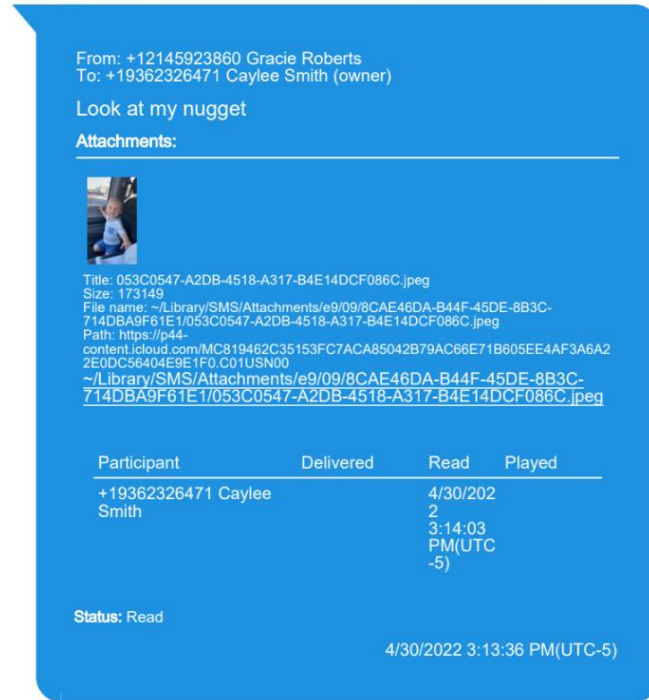 From: +12145923860 Gracie Roberts
To: +19362326471 Caylee Smith (owner)
Look at my nugget
Attachments:
Title: 053C0547-A2DB-4518-A317-B4E14DCF086C.jpeg
Size: 173149
File name: ~/Library/SMS/Attachments/e9/09/8CAE46DA-B44F-45DE-8B3C-
714DBA9F61E1/053C0547-A2DB-4518-A317-B4E14DCF086C.jpeg
Path: https://p44-
content.icloud.com/MC819462C35153FC7ACA85042B79AC66E71B605EE4AF3A6A2
2E0DC56404E9E1F0.C01USN00
~/Library/SMS/Attachments/e9/09/8CAE46DA-B44F-45DE-8B3C-
714DBA9F61E1/053C0547-A2DB-4518-A317-B4E14DCF086C.jpeg
Participant Delivered Read Played
+19362326471 Caylee 4/30/202
Smith 2
3:14:03
PM(UTC
-5)
Status: Read
4/30/2022 3:13:36 PM(UTC-5)